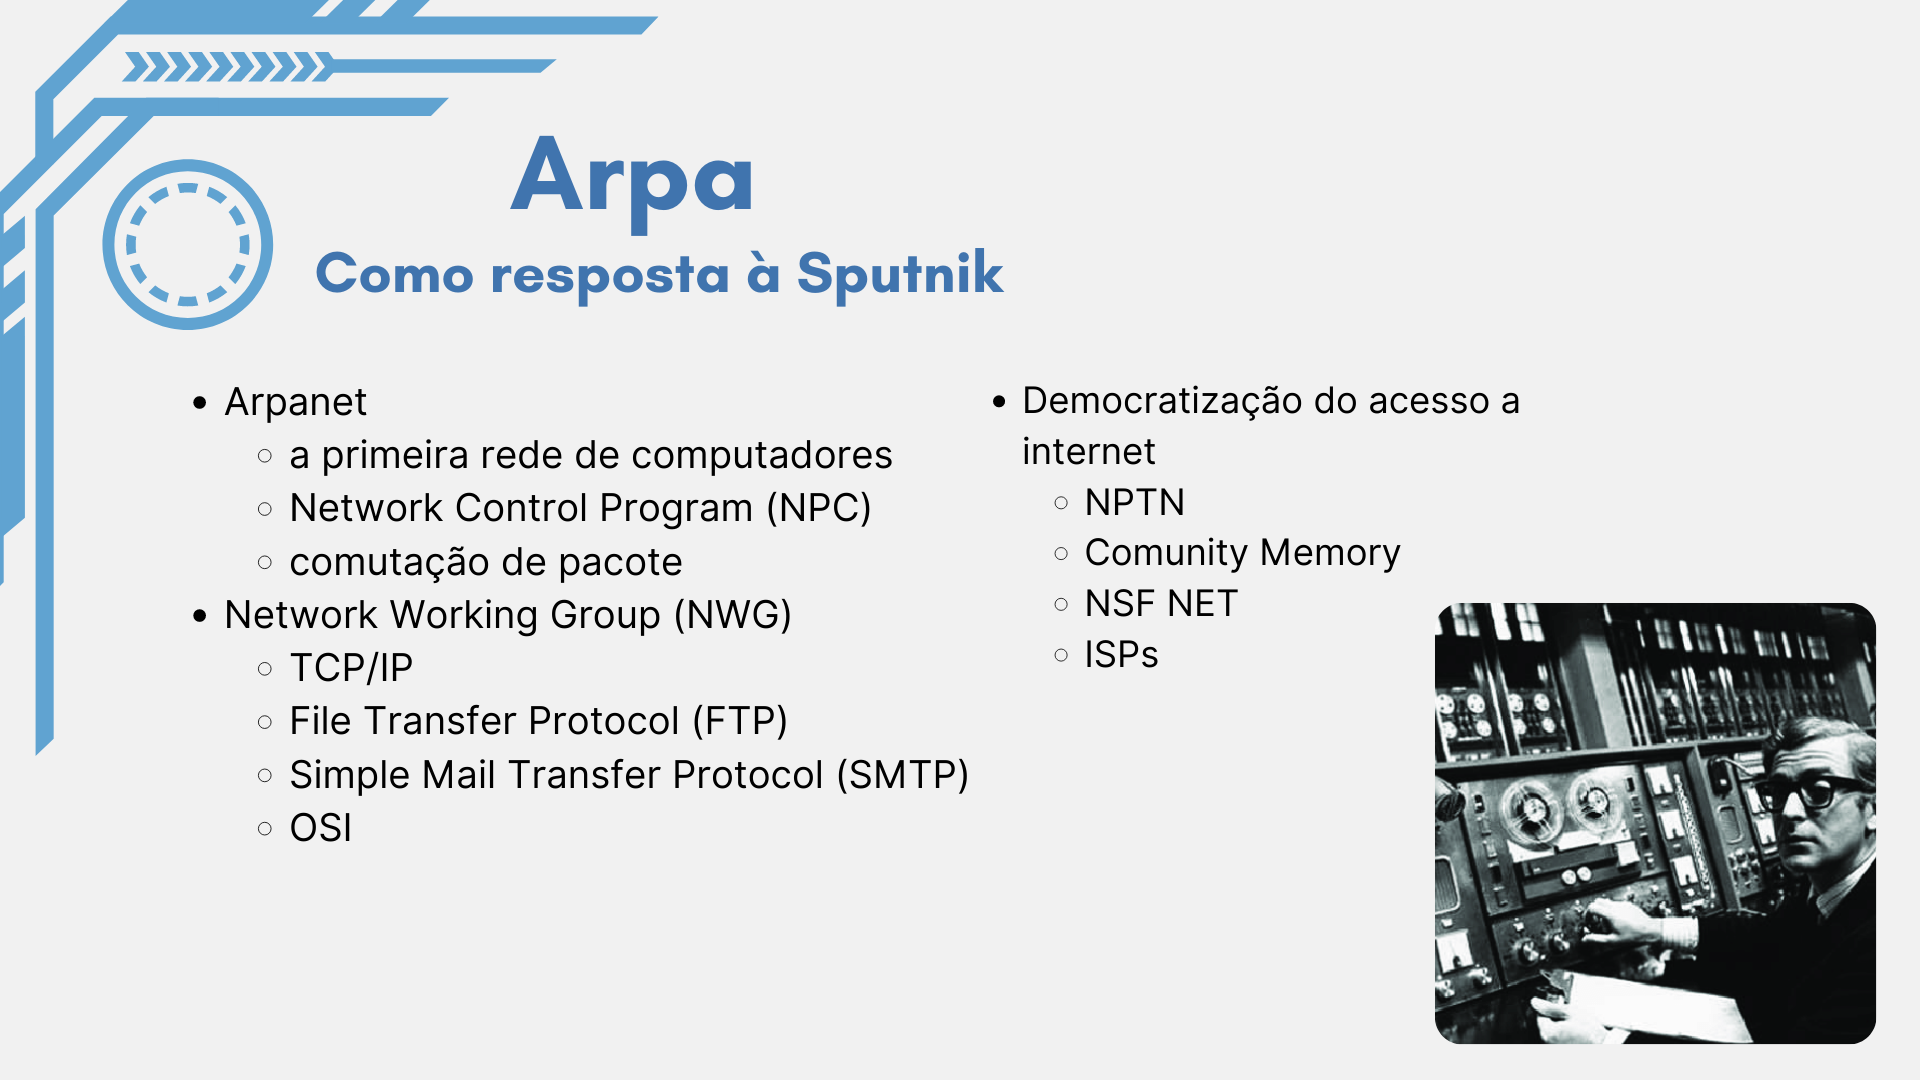 Arpa
Como resposta à Sputnik
Arpanet
a primeira rede de computadores
Network Control Program (NPC)
comutação de pacote
Network Working Group (NWG)
TCP/IP
File Transfer Protocol (FTP)
Simple Mail Transfer Protocol (SMTP)
OSI
Democratização do acesso a
internet
NPTN
Comunity Memory
NSF NET
ISPs